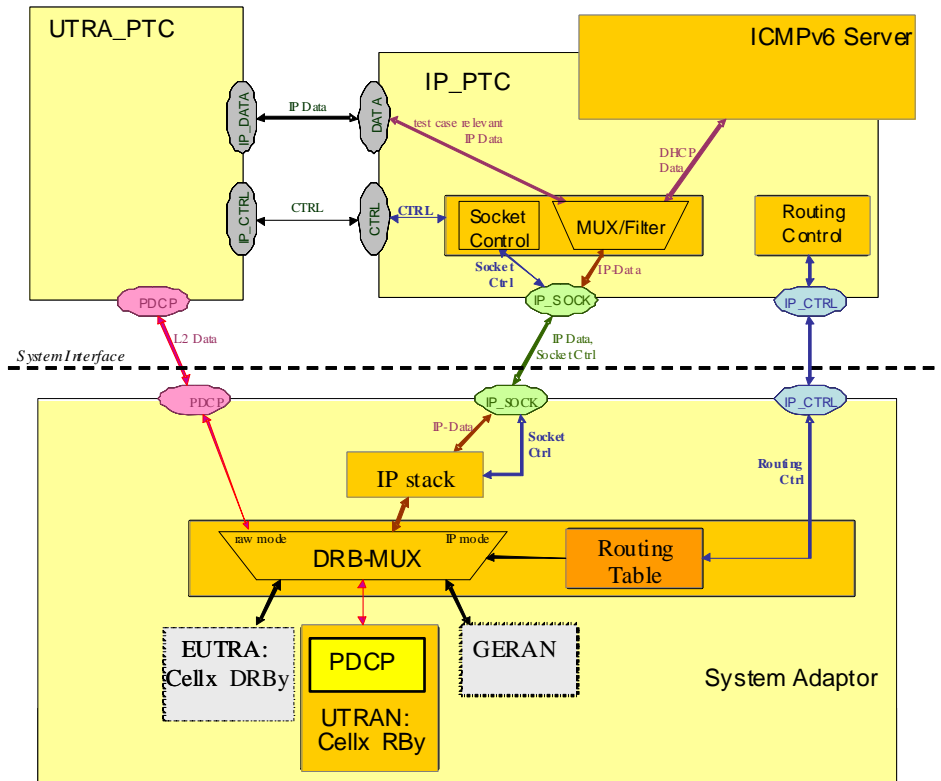 UTRA_PTC
ICMPv6 Server
IP_PTC
IP_DATA
IP Data
DATA
test case relevant
IP Data
DHCP
Data
IP_CTRL
CTRL
CTRL
CTRL
Socket
Control
MUX/Filter
Routing
Control
Socket
Ctrl
IP-Data
PDCP
IP_SOCK
IP_CTRL
L2 Data
IP Data,
Socket Ctrl
System Interface
PDCP
IP_SOCK
IP_CTRL
IP-Data
Socket
Ctrl
IP stack
Routing
Ctrl
raw mode
IP mode
DRB-MUX
Routing
Table
EUTRA:
Cellx DRBy
PDCP
UTRAN:
Cellx RBy
GERAN
System Adaptor